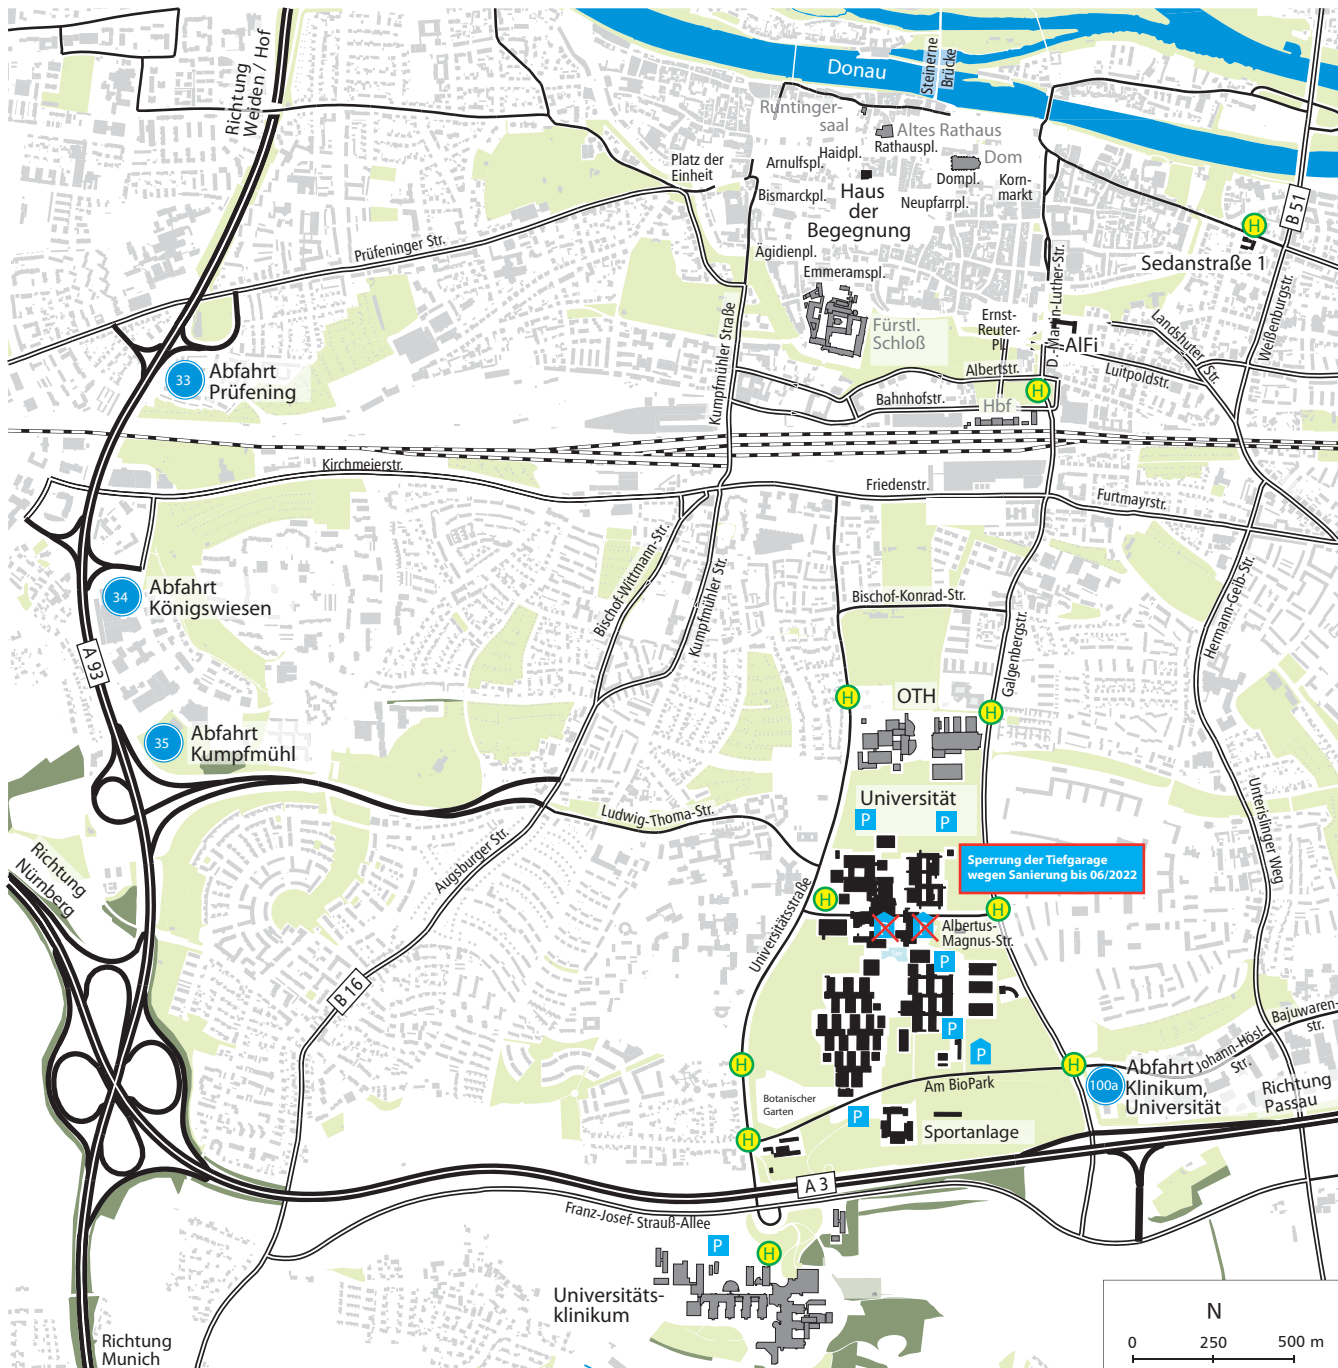 Richtung
Weiden / Hof
Donau
Steinerne
Brücke
Runtinger-
saal
Altes Rathaus
Rathauspl.
Haidpl.
Arnulfspl.
Dom
Dompl.
Korn-
markt
Platz der
Einheit
Bismarckpl.
Haus
der
Begegnung
Neupfarrpl.
B 51
H
Sedanstraße 1
Prüfeninger Str.
Ägidienpl.
Emmeramspl.
Fürstl.
Schloß
Ernst-
Reuter-
Pl.
D.-Martin-Luther-Str.
AlFi
Landshuter Str.
Weißenburgstr.
Luitpoldstr.
Albertstr.
Bahnhofstr.
Hbf
H
Kumpfmühler Straße
33
Abfahrt
Prüfening
Kirchmeierstr.
Friedenstr.
Furtmayrstr.
34
Abfahrt
Königswiesen
Bischof-Wittmann-Str.
Kumpfmühler Str.
Bischof-Konrad-Str.
Galgenbergstr.
Hermann-Geib-Str.
A 93
H
OTH
H
35
Abfahrt
Kumpfmühl
Universität
P
P
Ludwig-Thoma-Str.
Unterislinger Weg
Augsburger Str.
Richtung
Nürnberg
Sperrung der Tiefgarage
wegen Sanierung bis 06/2022
H
H
Universitätsstraße
Albertus-
Magnus-Str.
P
B 16
P
P
H
H
Am BioPark
100a
Abfahrt
Klinikum,
Universität
Johann-Hösl-
Str.
Bajuwaren-
str.
Richtung
Passau
Botanischer
Garten
P
H
Sportanlage
A 3
Franz-Josef-Strauß-Allee
P
H
Universitäts-
klinikum
Richtung
Munich
N
0 250 500 m